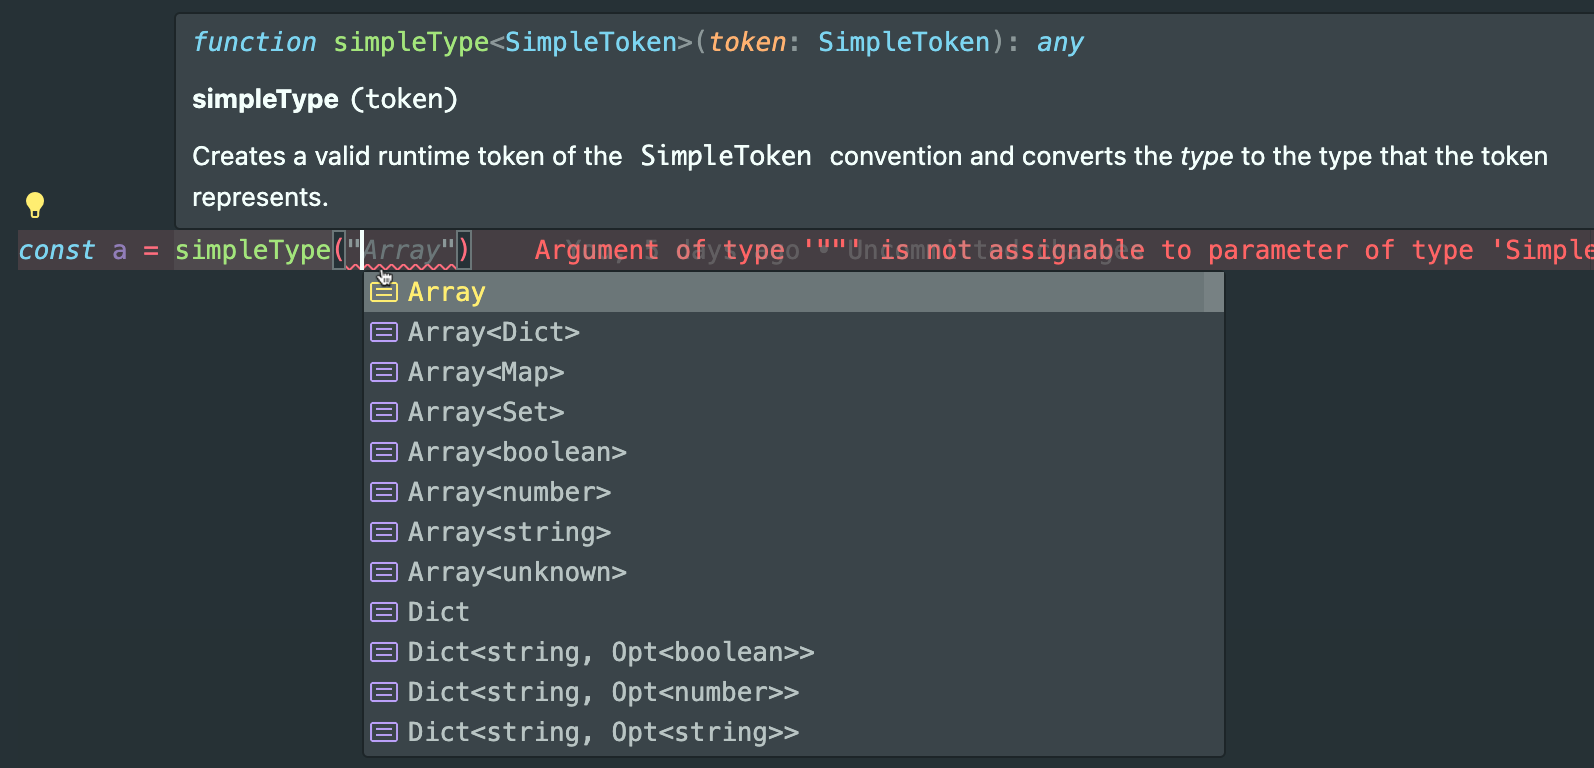 function simpleType<SimpleToken>(token: SimpleToken): any
simpleType (token)
Creates a valid runtime token of the SimpleToken convention and converts the type to the type that the token
represents.
const a = simpleType("Array") Argument of type '""' is not assignable to parameter of type 'Simple
Array
Array<Dict>
Array<Map>
Array<Set>
Array<boolean>
Array<number>
Array<string>
Array<unknown>
Dict
Dict<string, Opt<boolean>>
Dict<string, Opt<number>>
Dict<string, Opt<string>>